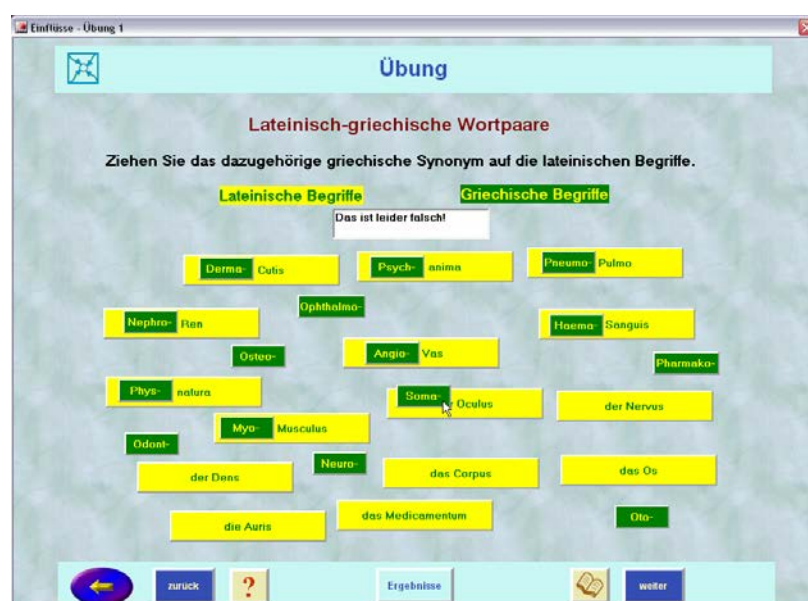 Einflüsse - Übung 1
Übung
Lateinisch-griechische Wortpaare
Ziehen Sie das dazugehörige griechische Synonym auf die lateinischen Begriffe.
Lateinische Begriffe Griechische Begriffe
Das ist leider falsch!
Derma- Cutis Psych- anima Pneumo- Pulmo
Ophthalmo-
Nephro- Ren Haema- Sanguis
Osteo- Angio- Vas Pharmako-
Phys- natura Soma- Oculus der Nervus
Myo- Musculus
Odont-
der Dens Neuro- das Corpus das Os
die Auris das Medicamentum Oto-
zurück ? Ergebnisse weiter